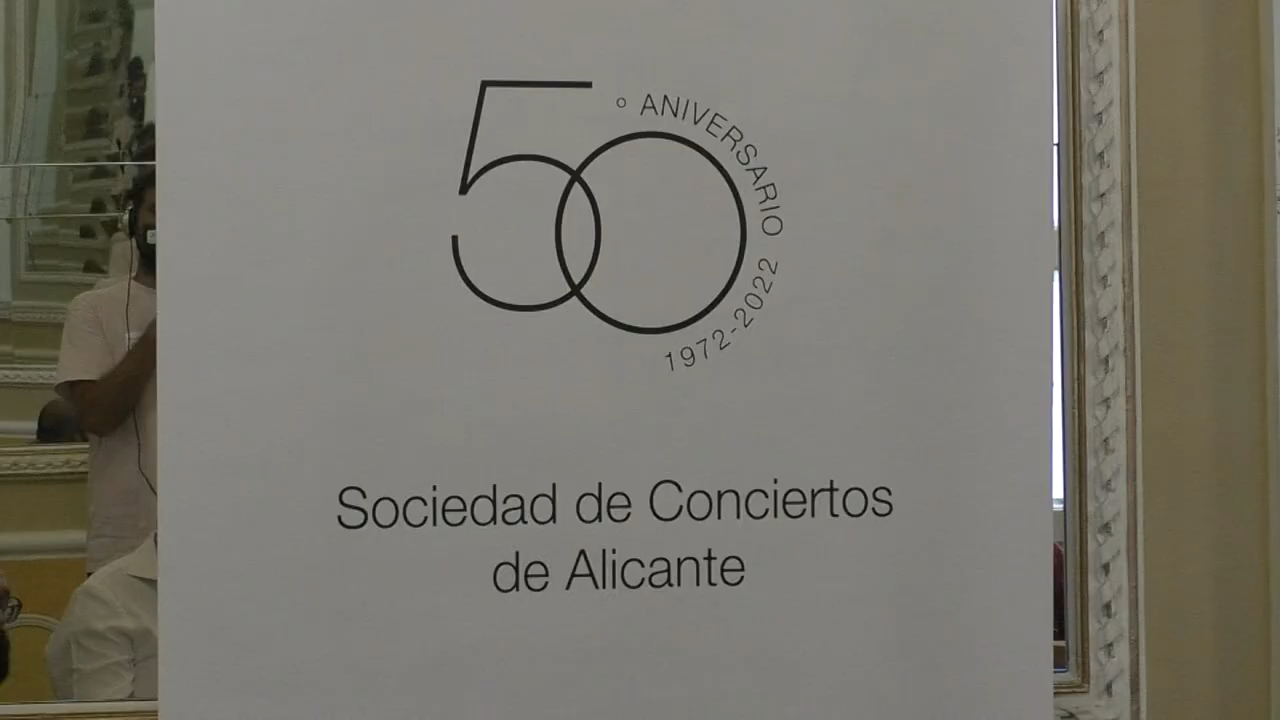 50
º ANIVERSARIO
1972-2022
Sociedad de Conciertos
de Alicante